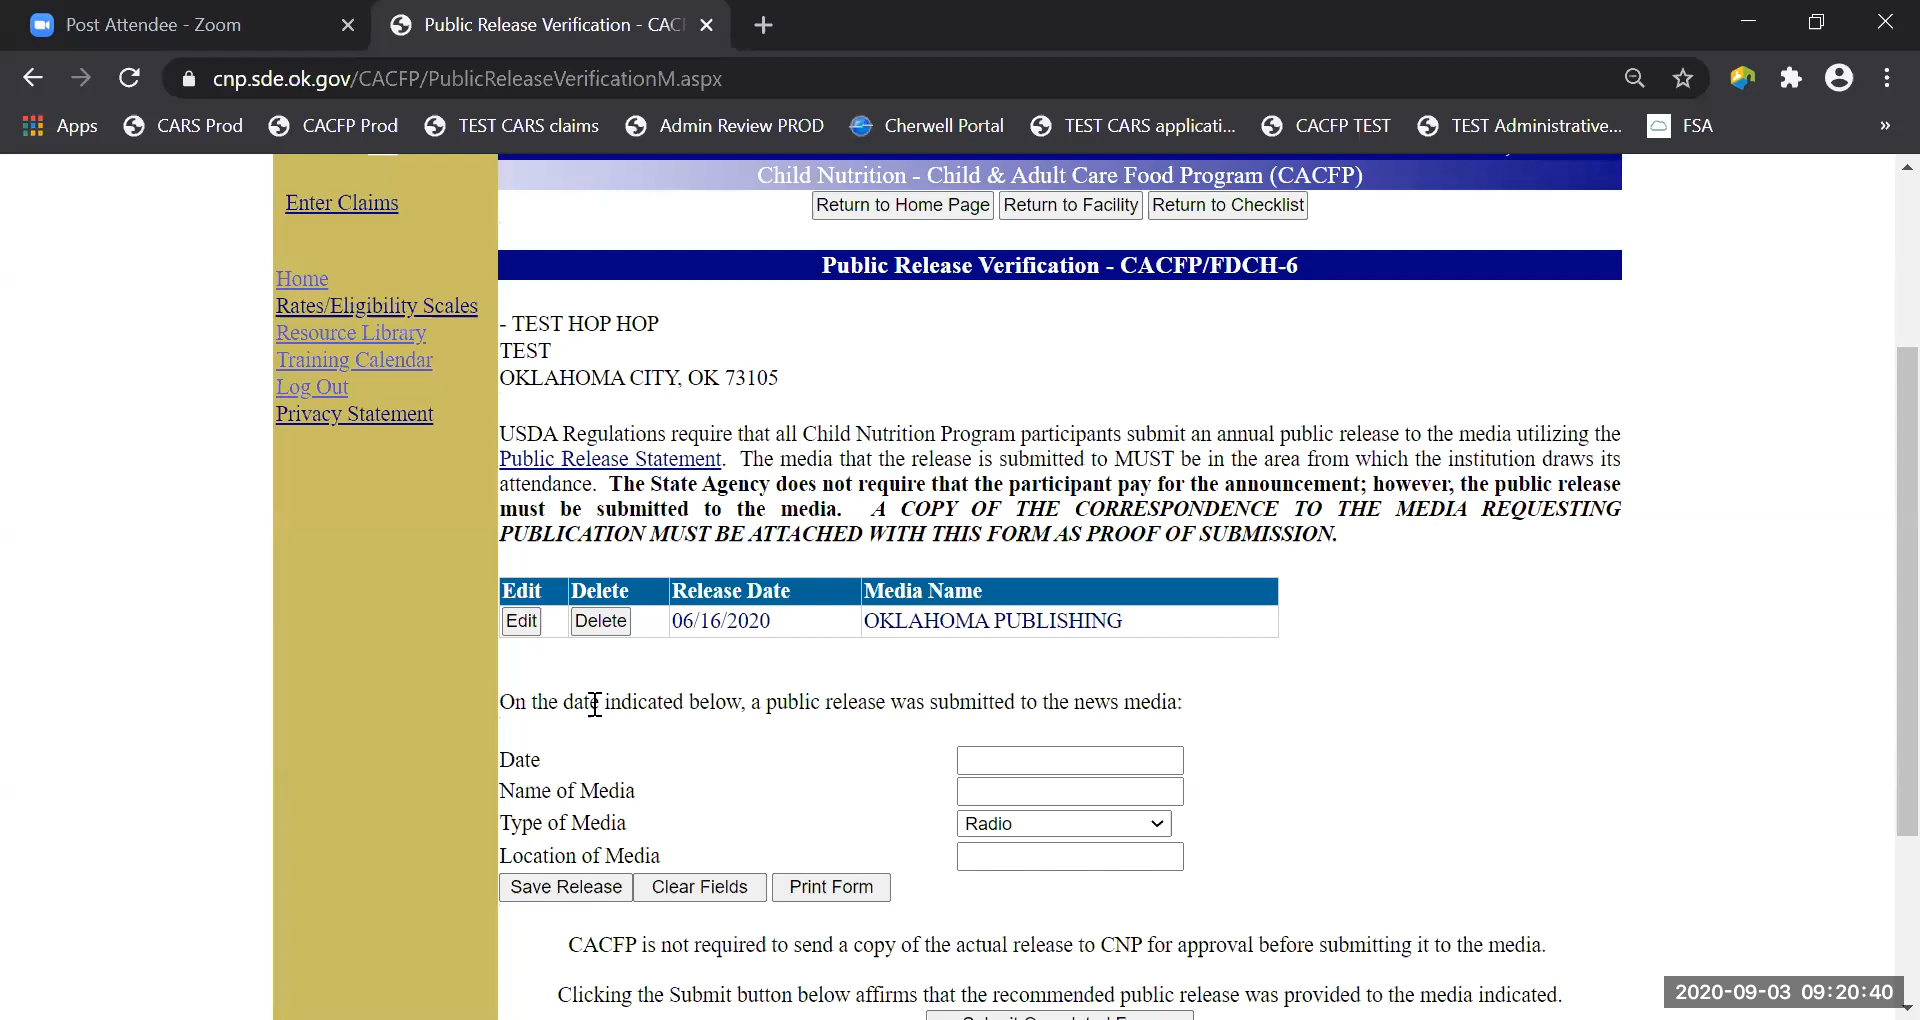 Post Attendee - Zoom
Public Release Verification - CAC
cnp.sde.ok.gov/CACFP/PublicReleaseVerificationM.aspx
Apps CARS Prod CACFP Prod TEST CARS claims Admin Review PROD Cherwell Portal TEST CARS applicati... CACFP TEST TEST Administrative... FSA »
Child Nutrition - Child & Adult Care Food Program (CACFP)
Return to Home Page Return to Facility Return to Checklist
Enter Claims
Home
Rates/Eligibility Scales
Resource Library
Training Calendar
Log Out
Privacy Statement
Public Release Verification - CACFP/FDCH-6
- TEST HOP HOP
TEST
OKLAHOMA CITY, OK 73105
USDA Regulations require that all Child Nutrition Program participants submit an annual public release to the media utilizing the
Public Release Statement. The media that the release is submitted to MUST be in the area from which the institution draws its
attendance. The State Agency does not require that the participant pay for the announcement; however, the public release
must be submitted to the media. A COPY OF THE CORRESPONDENCE TO THE MEDIA REQUESTING
PUBLICATION MUST BE ATTACHED WITH THIS FORM AS PROOF OF SUBMISSION.
Edit Delete Release Date Media Name
Edit Delete 06/16/2020 OKLAHOMA PUBLISHING
On the date indicated below, a public release was submitted to the news media:
Date
Name of Media
Type of Media Radio
Location of Media
Save Release Clear Fields Print Form
CACFP is not required to send a copy of the actual release to CNP for approval before submitting it to the media.
Clicking the Submit button below affirms that the recommended public release was provided to the media indicated.
2020-09-03 09:20:40